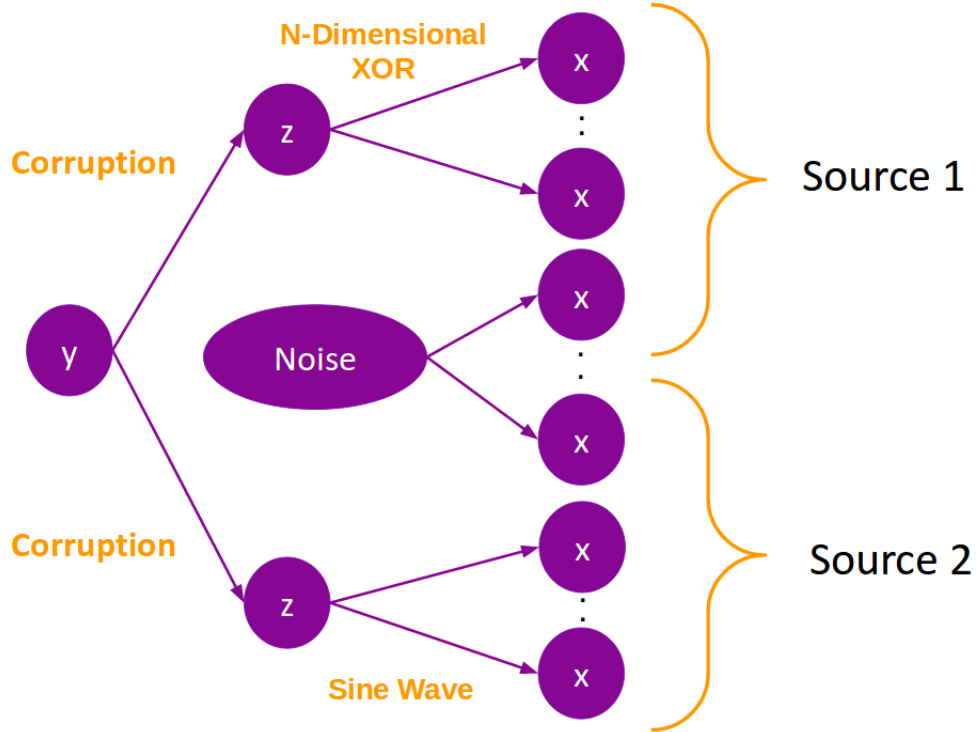 N-Dimensional
XOR
x
z
Corruption
x
Source 1
x
Noise
y
x
Corruption
x
Source 2
z
x
Sine Wave